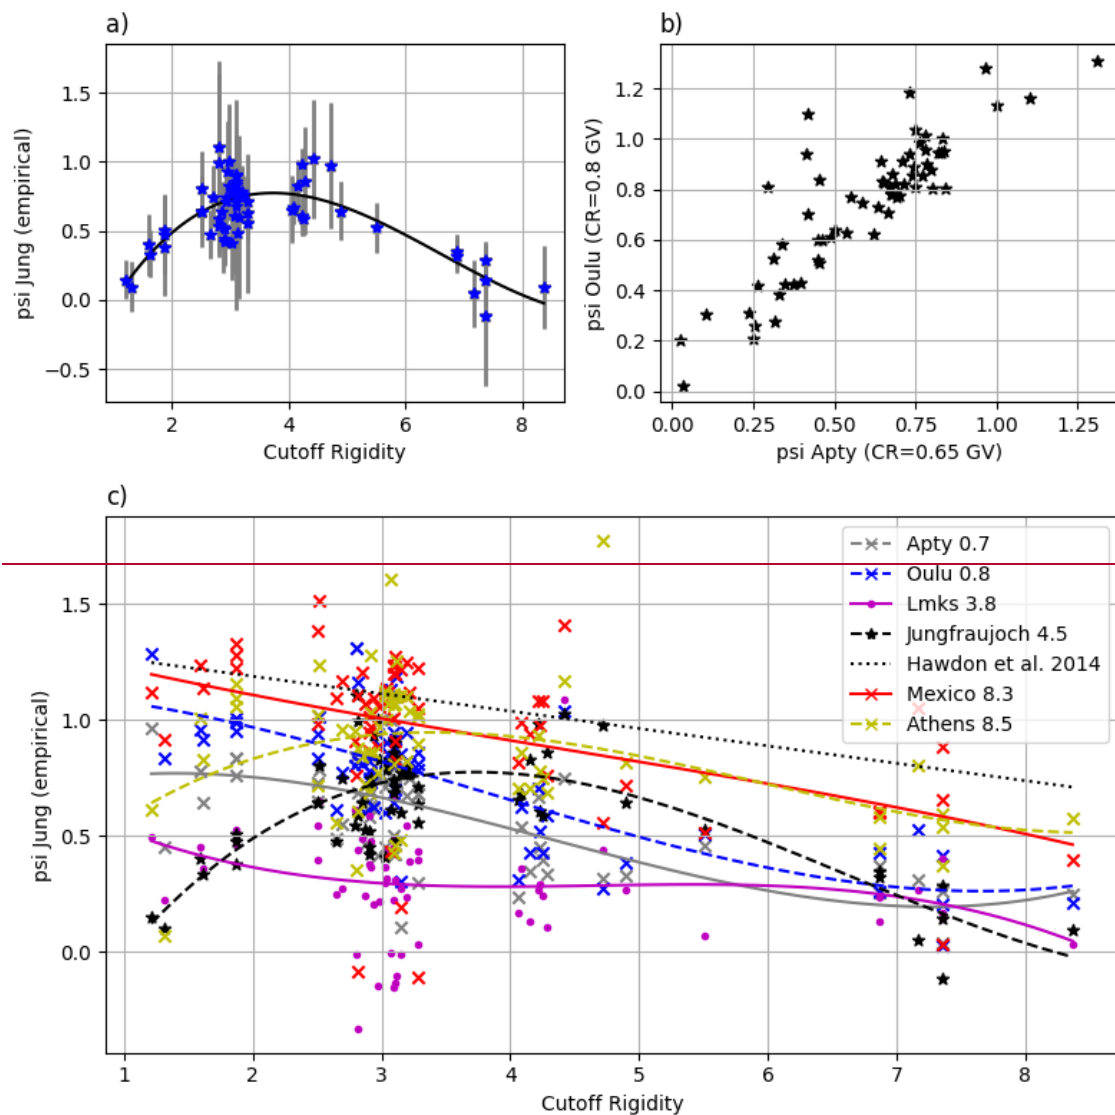 a)
psi Jung (empirical)
1.5
1.0
0.5
0.0
−0.5
2
4
6
8
Cutoff Rigidity
b)
psi Oulu (CR=0.8 GV)
1.2
1.0
0.8
0.6
0.4
0.2
0.0
0.00
0.25
0.50
0.75
1.00
1.25
psi Apty (CR=0.65 GV)
c)
psi Jung (empirical)
1.5
1.0
0.5
0.0
Apty 0.7
Oulu 0.8
Lmks 3.8
Jungfraujoch 4.5
Hawdon et al. 2014
Mexico 8.3
Athens 8.5
1
2
3
4
5
6
7
8
Cutoff Rigidity